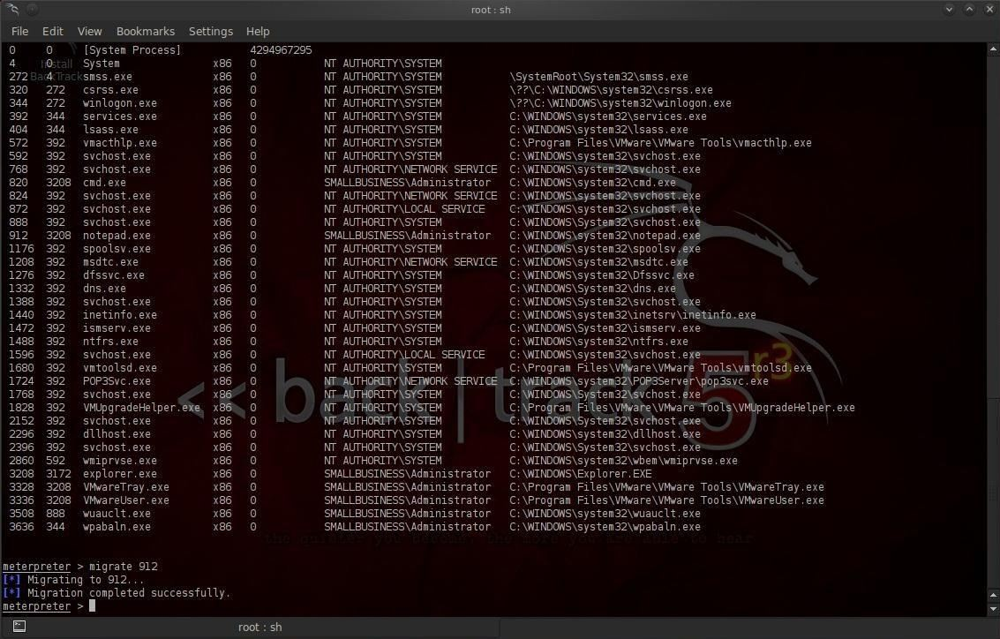 root : sh
File Edit View Bookmarks Settings Help
0 0 [System Process] 4294967295
4 0 System x86 0 NT AUTHORITY\SYSTEM
Install
BackTrack
272 4 smss.exe x86 0 NT AUTHORITY\SYSTEM \SystemRoot\System32\smss.exe
320 272 csrss.exe x86 0 NT AUTHORITY\SYSTEM \??\C:\WINDOWS\system32\csrss.exe
344 272 winlogon.exe x86 0 NT AUTHORITY\SYSTEM \??\C:\WINDOWS\system32\winlogon.exe
392 344 services.exe x86 0 NT AUTHORITY\SYSTEM C:\WINDOWS\system32\services.exe
404 344 lsass.exe x86 0 NT AUTHORITY\SYSTEM C:\WINDOWS\system32\lsass.exe
572 392 vmacthlp.exe x86 0 NT AUTHORITY\SYSTEM C:\Program Files\VMware\VMware Tools\vmacthlp.exe
592 392 svchost.exe x86 0 NT AUTHORITY\SYSTEM C:\WINDOWS\system32\svchost.exe
768 392 svchost.exe x86 0 NT AUTHORITY\NETWORK SERVICE C:\WINDOWS\system32\svchost.exe
820 3208 cmd.exe x86 0 SMALLBUSINESS\Administrator C:\WINDOWS\system32\cmd.exe
824 392 svchost.exe x86 0 NT AUTHORITY\NETWORK SERVICE C:\WINDOWS\system32\svchost.exe
872 392 svchost.exe x86 0 NT AUTHORITY\LOCAL SERVICE C:\WINDOWS\system32\svchost.exe
888 392 svchost.exe x86 0 NT AUTHORITY\SYSTEM C:\WINDOWS\System32\svchost.exe
912 3208 notepad.exe x86 0 SMALLBUSINESS\Administrator C:\WINDOWS\system32\notepad.exe
1176 392 spoolsv.exe x86 0 NT AUTHORITY\SYSTEM C:\WINDOWS\system32\spoolsv.exe
1208 392 msdtc.exe x86 0 NT AUTHORITY\NETWORK SERVICE C:\WINDOWS\system32\msdtc.exe
1276 392 dfssvc.exe x86 0 NT AUTHORITY\SYSTEM C:\WINDOWS\system32\Dfssvc.exe
1332 392 dns.exe x86 0 NT AUTHORITY\SYSTEM C:\WINDOWS\System32\dns.exe
1388 392 svchost.exe x86 0 NT AUTHORITY\SYSTEM C:\WINDOWS\System32\svchost.exe
1440 392 inetinfo.exe x86 0 NT AUTHORITY\SYSTEM C:\WINDOWS\system32\inetsrv\inetinfo.exe
1472 392 ismserv.exe x86 0 NT AUTHORITY\SYSTEM C:\WINDOWS\System32\ismserv.exe
1488 392 ntfrs.exe x86 0 NT AUTHORITY\SYSTEM C:\WINDOWS\system32\ntfrs.exe
1596 392 svchost.exe x86 0 NT AUTHORITY\LOCAL SERVICE C:\WINDOWS\system32\svchost.exe
1680 392 vmtoolsd.exe x86 0 NT AUTHORITY\SYSTEM C:\Program Files\VMware\VMware Tools\vmtoolsd.exe
1724 392 POP3Svc.exe x86 0 NT AUTHORITY\NETWORK SERVICE C:\WINDOWS\system32\POP3Server\pop3svc.exe
1768 392 svchost.exe x86 0 NT AUTHORITY\SYSTEM C:\WINDOWS\System32\svchost.exe
1828 392 VMUpgradeHelper.exe x86 0 NT AUTHORITY\SYSTEM C:\Program Files\VMware\VMware Tools\VMUpgradeHelper.exe
2152 392 svchost.exe x86 0 NT AUTHORITY\SYSTEM C:\WINDOWS\System32\svchost.exe
2296 392 dllhost.exe x86 0 NT AUTHORITY\SYSTEM C:\WINDOWS\system32\dllhost.exe
2396 392 svchost.exe x86 0 NT AUTHORITY\SYSTEM C:\WINDOWS\system32\svchost.exe
2860 592 wmiprvse.exe x86 0 NT AUTHORITY\SYSTEM C:\WINDOWS\system32\wbem\wmiprvse.exe
3208 3172 explorer.exe x86 0 SMALLBUSINESS\Administrator C:\WINDOWS\Explorer.EXE
3328 3208 VMwareTray.exe x86 0 SMALLBUSINESS\Administrator C:\Program Files\VMware\VMware Tools\VMwareTray.exe
3336 3208 VMwareUser.exe x86 0 SMALLBUSINESS\Administrator C:\Program Files\VMware\VMware Tools\VMwareUser.exe
3508 888 wuauclt.exe x86 0 SMALLBUSINESS\Administrator C:\WINDOWS\system32\wuauclt.exe
3636 344 wpabaln.exe x86 0 SMALLBUSINESS\Administrator C:\WINDOWS\system32\wpabaln.exe
<< back | track 5 r3
the quieter you become, the more you are able to hear
meterpreter > migrate 912
[*] Migrating to 912...
[*] Migration completed successfully.
meterpreter >
root : sh